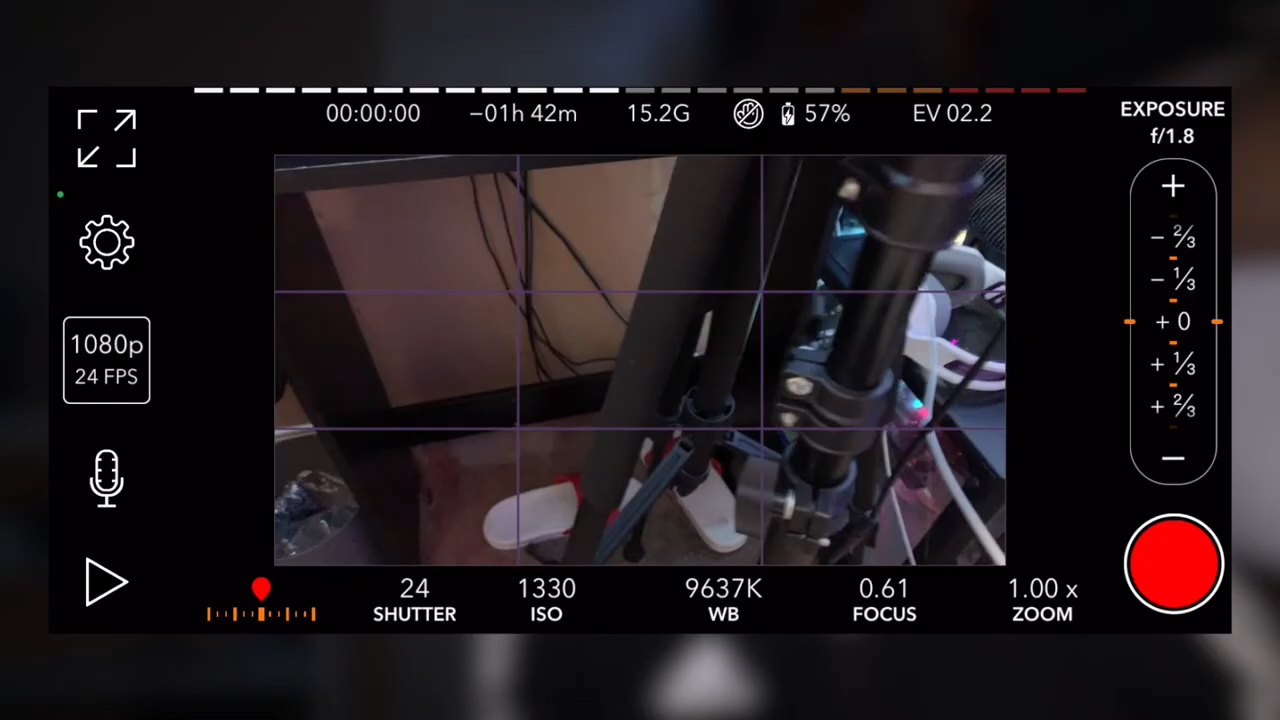 00:00:00 −01h 42m 15.2G 57% EV 02.2
EXPOSURE
f/1.8
+
− ⅔
− ⅓
+ 0
+ ⅓
+ ⅔
−
1080p
24 FPS
24 1330 9637K 0.61 1.00 x
SHUTTER ISO WB FOCUS ZOOM